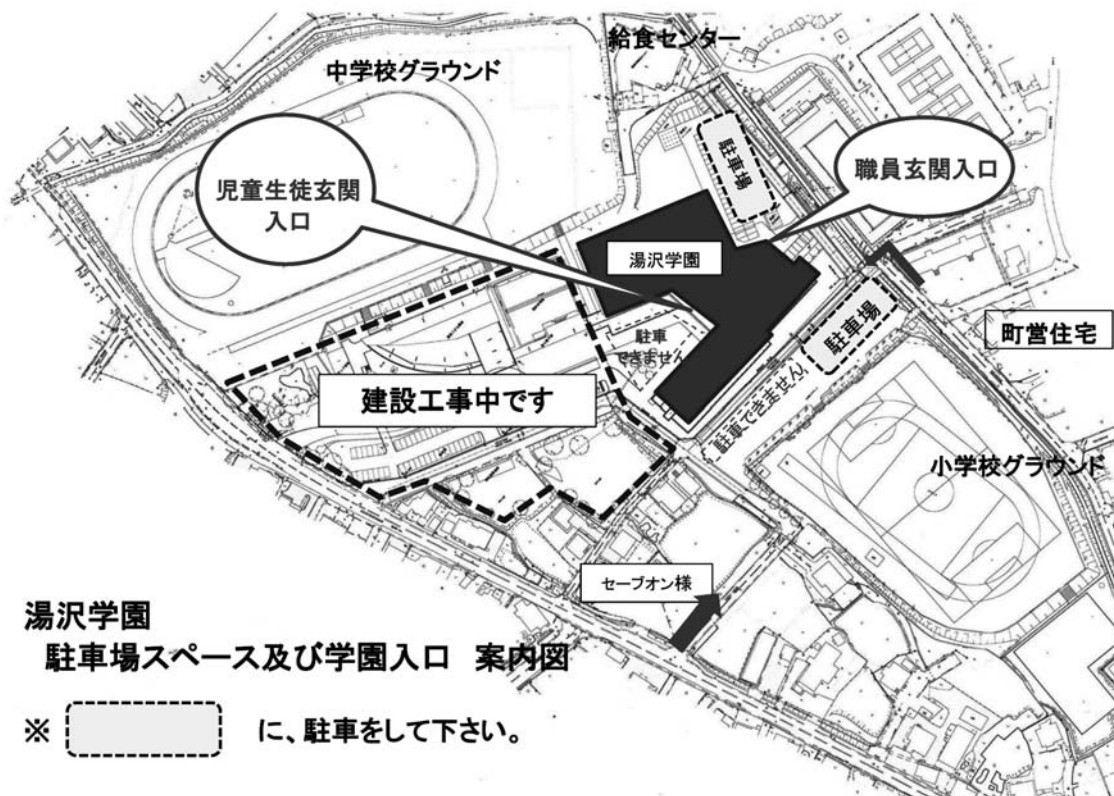 給食センター
中学校グラウンド
駐車場
職員玄関入口
児童生徒玄関
入口
湯沢学園
駐車場
町営住宅
駐車
できません
建設工事中です
駐車できません
小学校グラウンド
セーブオン様
湯沢学園
駐車場スペース及び学園入口 案内図
※ に、駐車をして下さい。